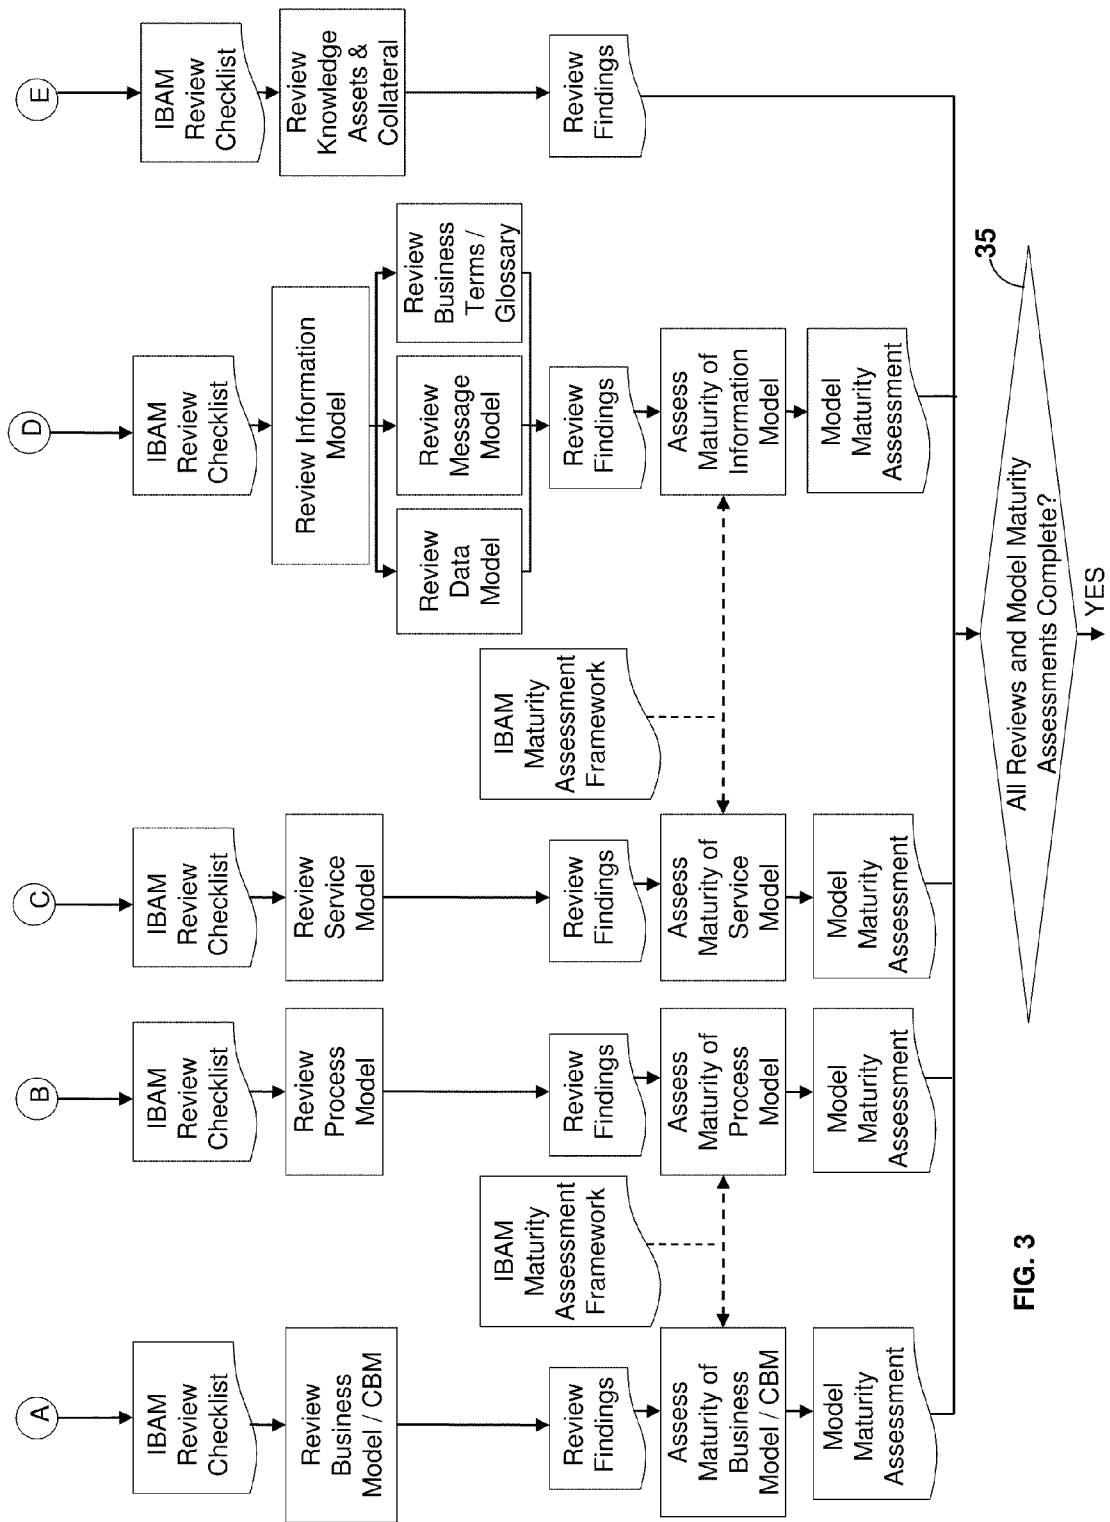 A
IBAM
Review
Checklist
Review
Business
Model / CBM
Review
Findings
Assess
Maturity of
Business
Model / CBM
Model
Maturity
Assessment
IBAM
Maturity
Assessment
Framework
B
IBAM
Review
Checklist
Review
Process
Model
Review
Findings
Assess
Maturity of
Process
Model
Model
Maturity
Assessment
C
IBAM
Review
Checklist
Review
Service
Model
Review
Findings
Assess
Maturity of
Service
Model
Model
Maturity
Assessment
IBAM
Maturity
Assessment
Framework
D
IBAM
Review
Checklist
Review Information
Model
Review
Data
Model
Review
Message
Model
Review
Business
Terms /
Glossary
Review
Findings
Assess
Maturity of
Information
Model
Model
Maturity
Assessment
E
IBAM
Review
Checklist
Review
Knowledge
Assets &
Collateral
Review
Findings
35
All Reviews and Model Maturity
Assessments Complete?
YES
FIG. 3